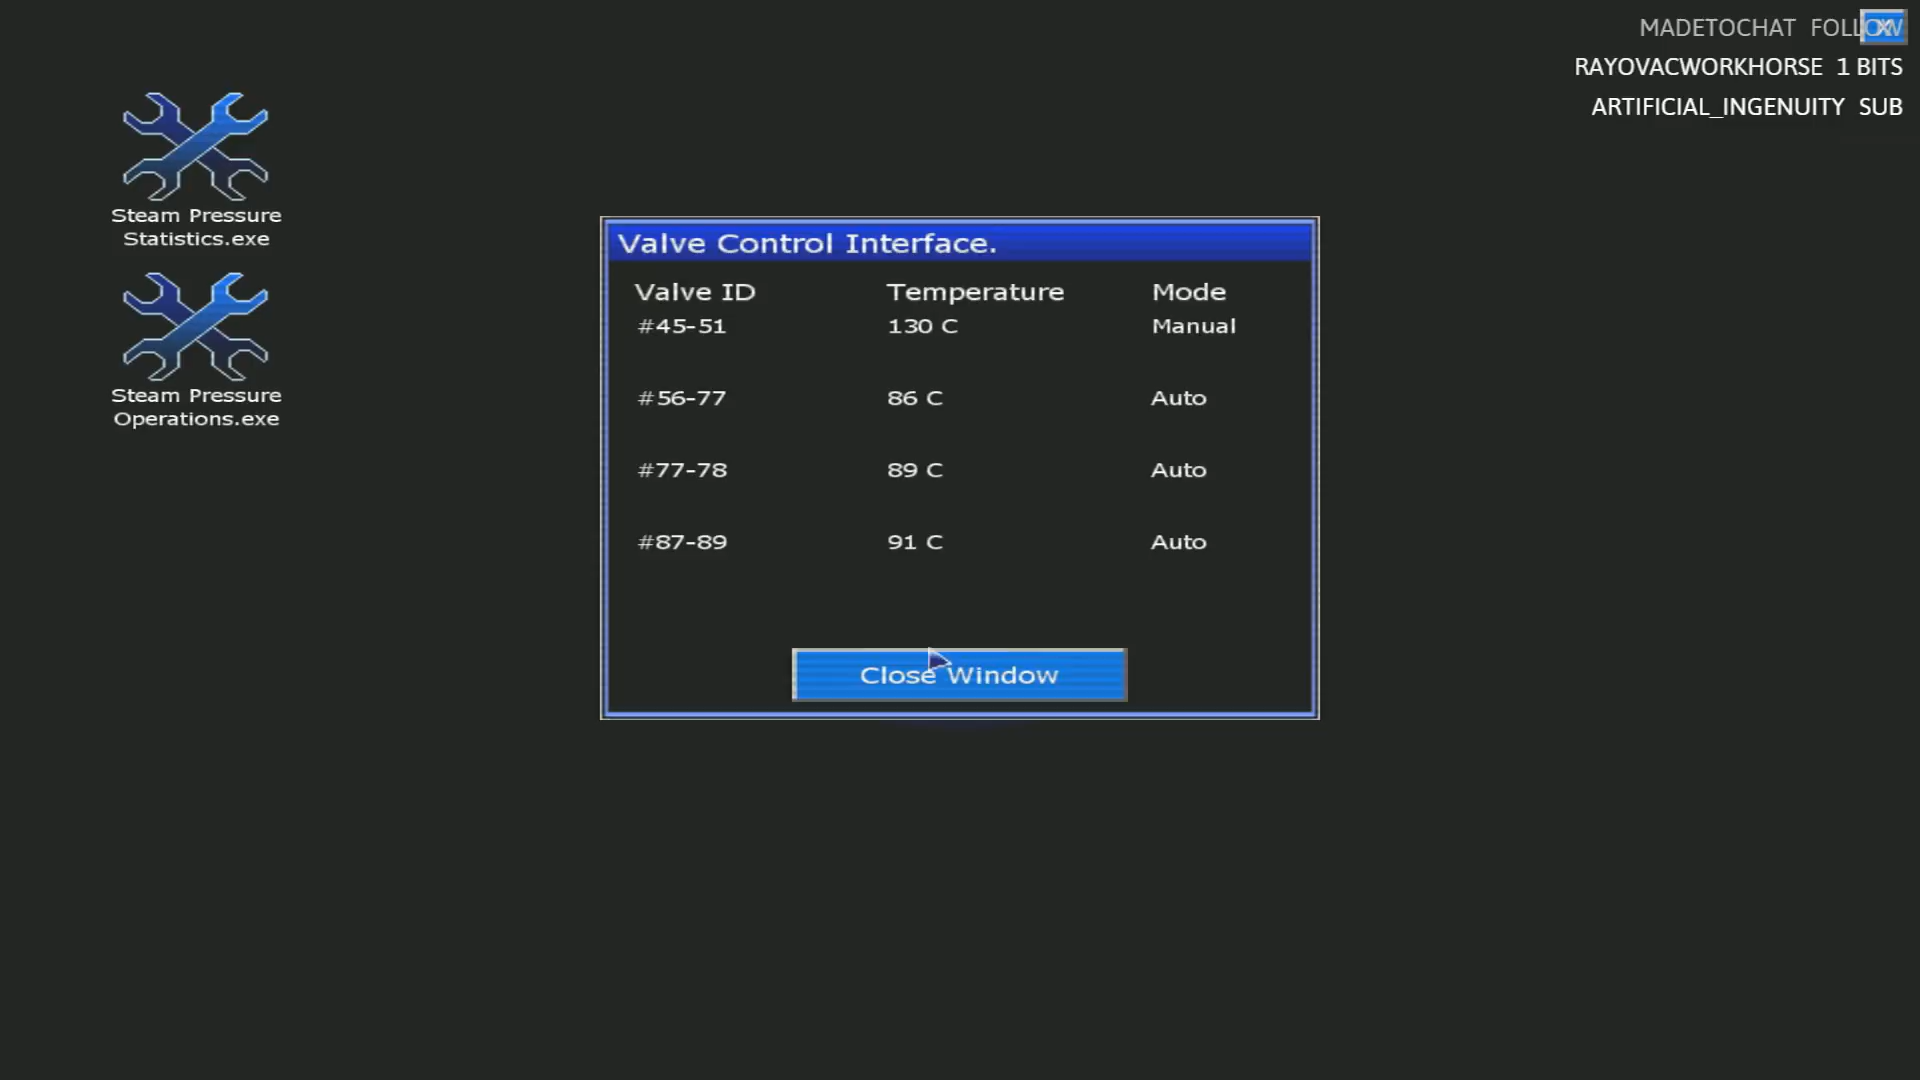 MADETOCHAT FOLLOW
RAYOVACWORKHORSE 1 BITS
ARTIFICIAL_INGENUITY SUB
Steam Pressure
Statistics.exe
Steam Pressure
Operations.exe
Valve Control Interface.
Valve ID Temperature Mode
#45-51 130 C Manual
#56-77 86 C Auto
#77-78 89 C Auto
#87-89 91 C Auto
Close Window